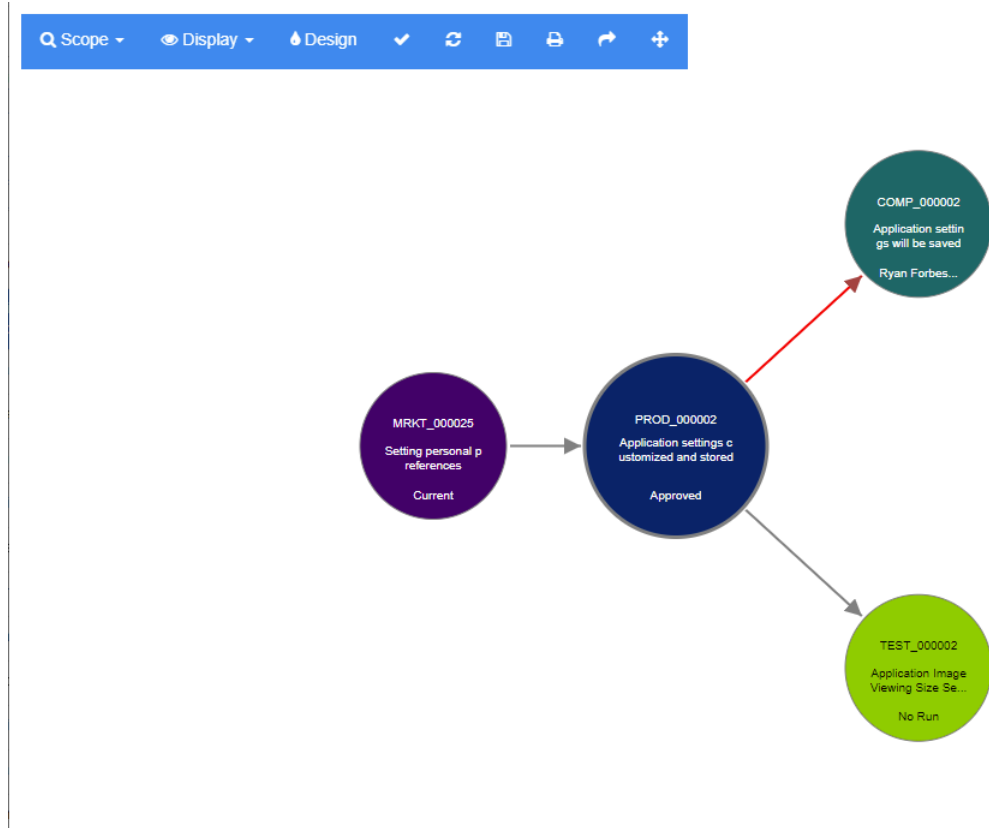 Scope Display Design
COMP_000002
Application settin
gs will be saved
Ryan Forbes...
MRKT_000025
Setting personal p
references
Current
PROD_000002
Application settings c
ustomized and stored
Approved
TEST_000002
Application Image
Viewing Size Se...
No Run